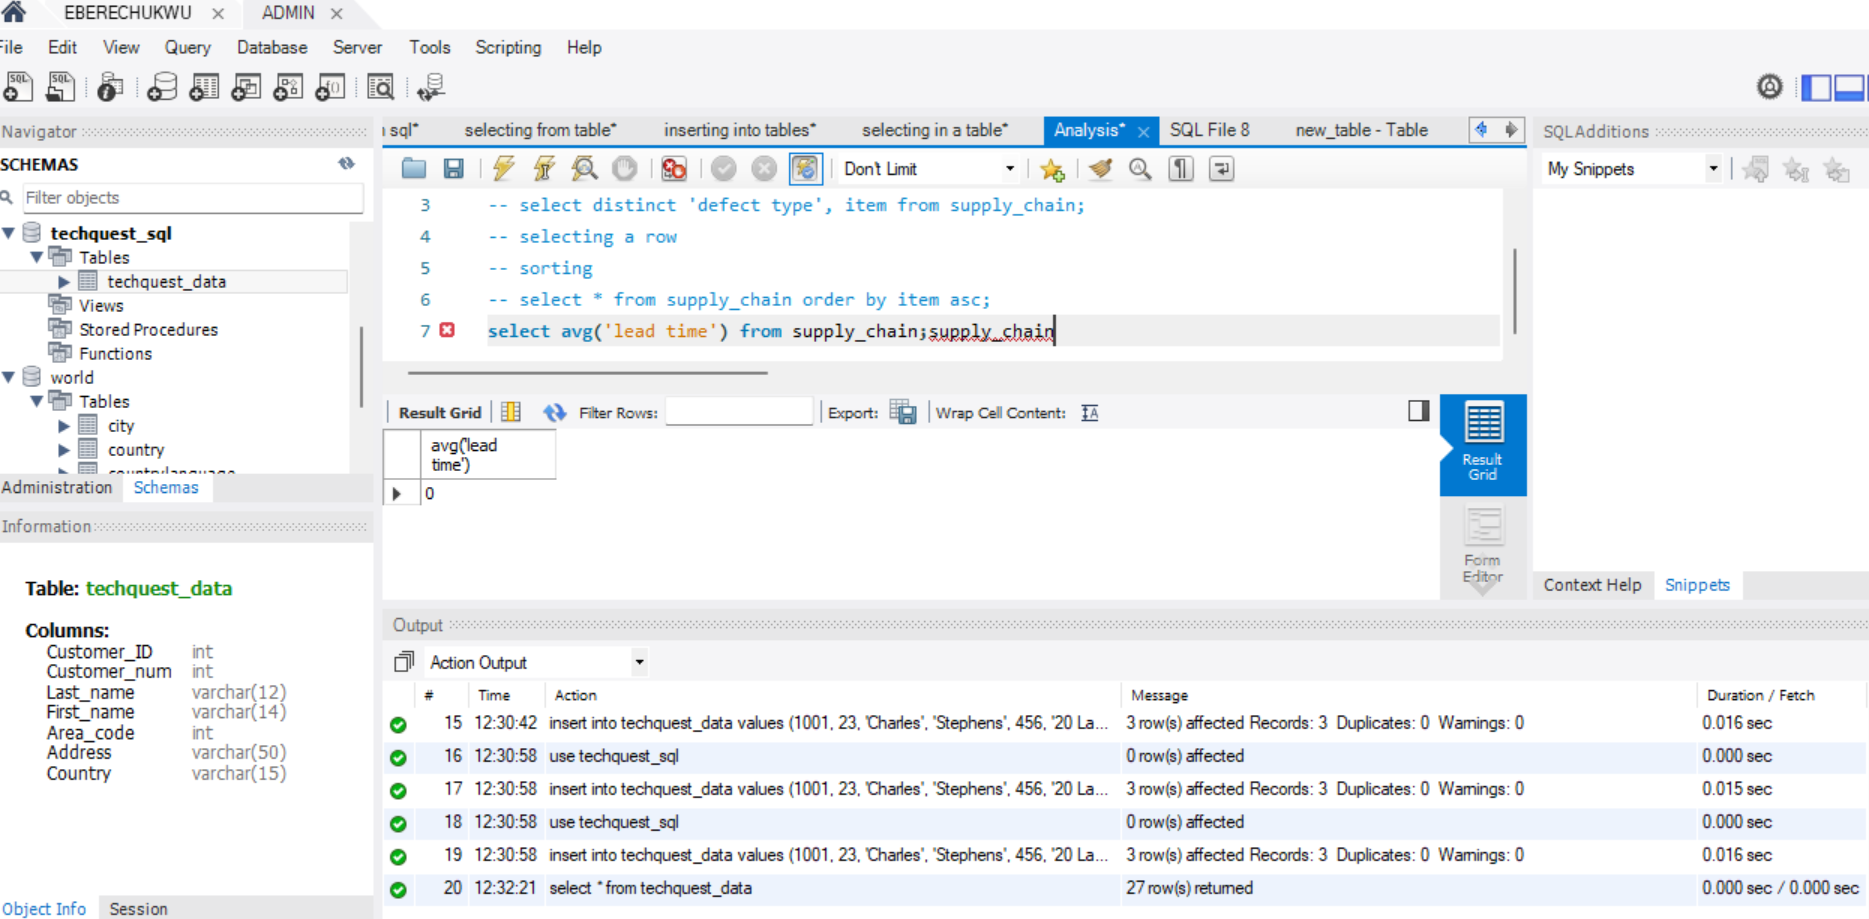 EBERECHUKWU
ADMIN
File Edit View Query Database Server Tools Scripting Help
Navigator
SCHEMAS
Filter objects
techquest_sql
Tables
techquest_data
Views
Stored Procedures
Functions
world
Tables
city
country
countrylanguage
Administration Schemas
Information
Table: techquest_data
Columns:
Customer_ID int
Customer_num int
Last_name varchar(12)
First_name varchar(14)
Area_code int
Address varchar(50)
Country varchar(15)
Object Info Session
sql* selecting from table* inserting into tables* selecting in a table* Analysis* SQL File 8 new_table - Table
Don't Limit
3 -- select distinct 'defect type', item from supply_chain;
4 -- selecting a row
5 -- sorting
6 -- select * from supply_chain order by item asc;
7 select avg('lead time') from supply_chain;supply_chain
Result Grid Filter Rows: Export: Wrap Cell Content:
avg('lead
time')
0
Result
Grid
Form
Editor
SQLAdditions
My Snippets
Context Help Snippets
Output
Action Output
# Time Action Message Duration / Fetch
15 12:30:42 insert into techquest_data values (1001, 23, 'Charles', 'Stephens', 456, '20 La... 3 row(s) affected Records: 3 Duplicates: 0 Warnings: 0 0.016 sec
16 12:30:58 use techquest_sql 0 row(s) affected 0.000 sec
17 12:30:58 insert into techquest_data values (1001, 23, 'Charles', 'Stephens', 456, '20 La... 3 row(s) affected Records: 3 Duplicates: 0 Warnings: 0 0.015 sec
18 12:30:58 use techquest_sql 0 row(s) affected 0.000 sec
19 12:30:58 insert into techquest_data values (1001, 23, 'Charles', 'Stephens', 456, '20 La... 3 row(s) affected Records: 3 Duplicates: 0 Warnings: 0 0.016 sec
20 12:32:21 select * from techquest_data 27 row(s) returned 0.000 sec / 0.000 sec